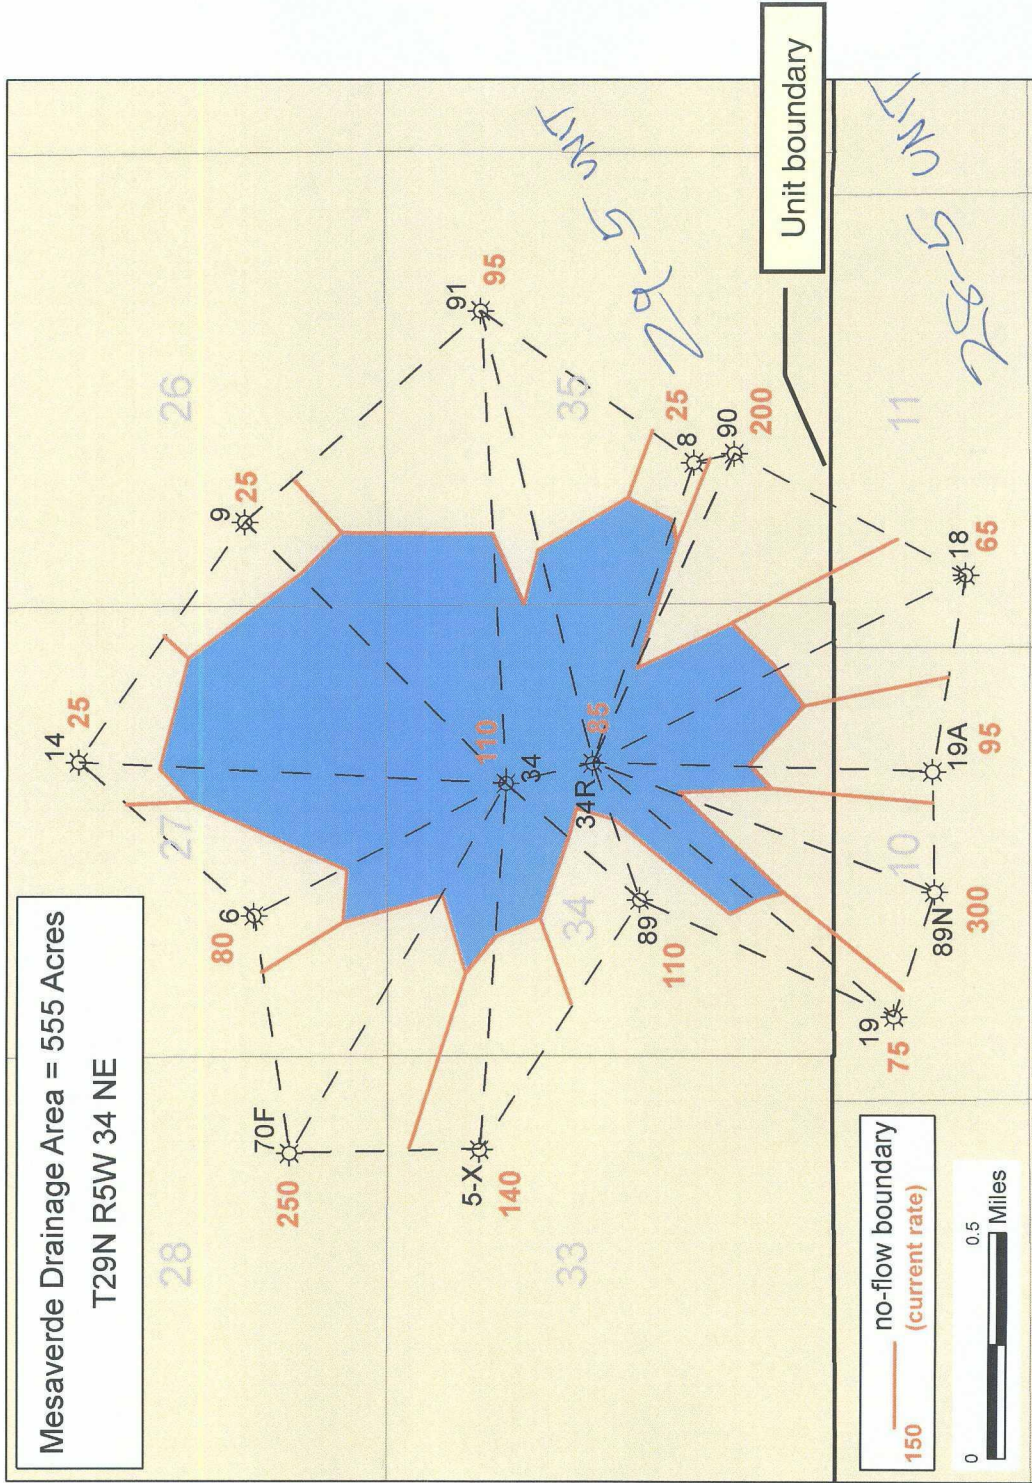 Mesaverde Drainage Area = 555 Acres
T29N R5W 34 NE
28
27
26
14
25
9
25
6
80
70F
250
91
95
110
34
5-X
140
33
34
35
85
34R
89
110
25
8
90
200
29-5 UNIT
Unit boundary
28-5 UNIT
10
11
19
75
89N
300
19A
95
18
65
no-flow boundary
150 (current rate)
0 0.5
Miles